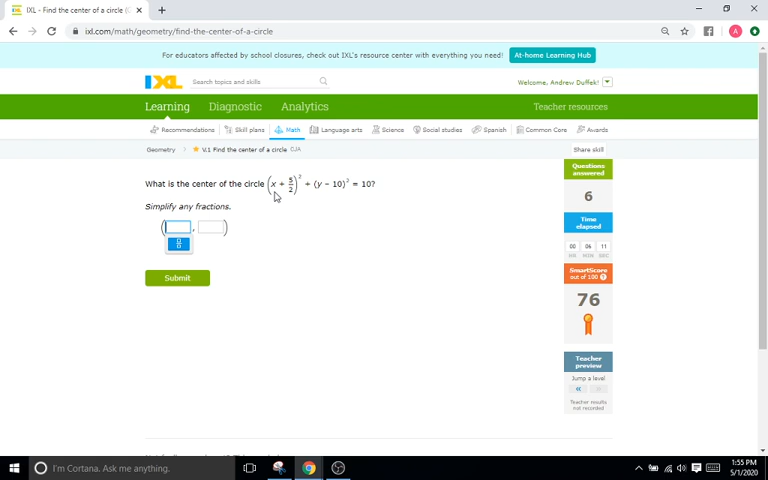 IXL - Find the center of a circle (
ixl.com/math/geometry/find-the-center-of-a-circle
For educators affected by school closures, check out IXL's resource center with everything you need! At-home Learning Hub
IXL Search topics and skills Welcome, Andrew Duffek!
Learning Diagnostic Analytics Teacher resources
Recommendations Skill plans Math Language arts Science Social studies Spanish Common Core Awards
Geometry V.1 Find the center of a circle CJA Share skill
What is the center of the circle (x + 5/2)² + (y – 10)² = 10?
Simplify any fractions.
( , )
Submit
Questions
answered
6
Time
elapsed
00 06 11
HR MIN SEC
SmartScore
out of 100 ?
76
Teacher
preview
Jump a level
Teacher results
not recorded
I'm Cortana. Ask me anything.
1:55 PM
5/1/2020